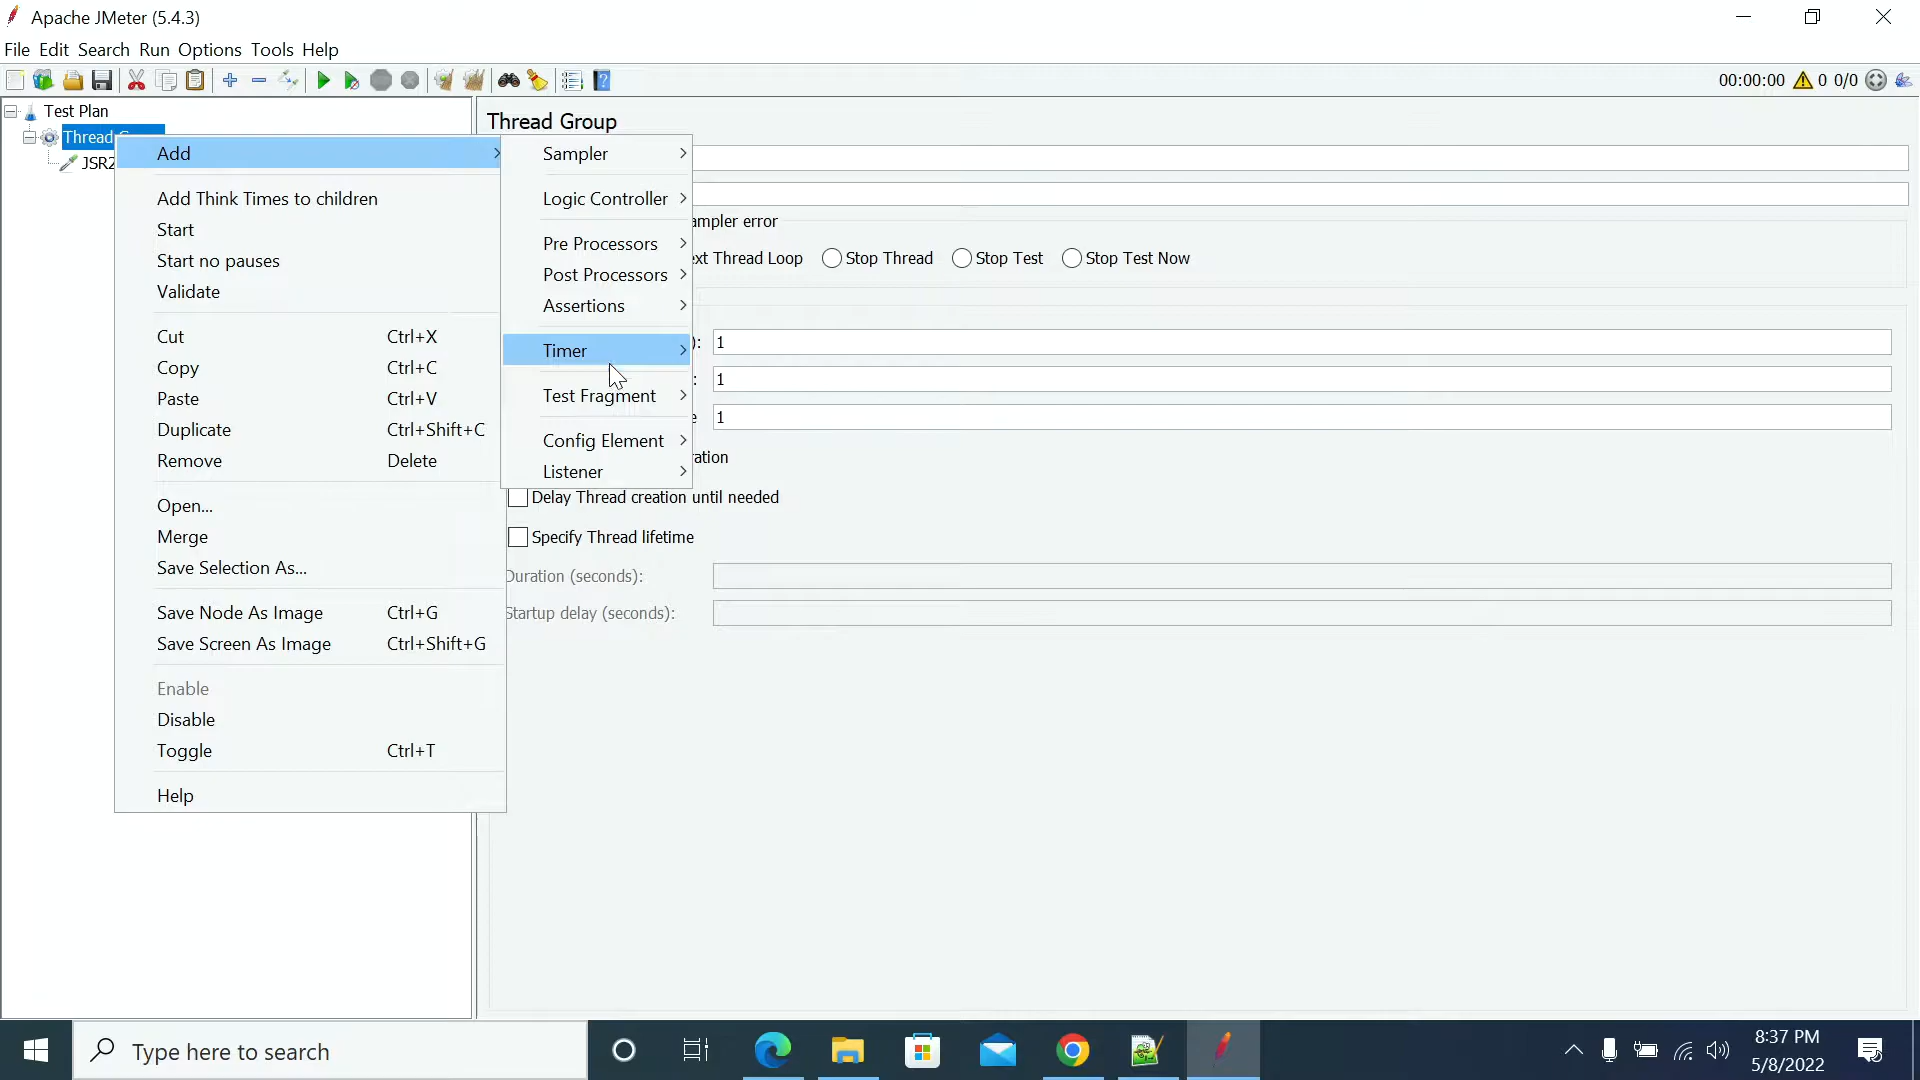 Apache JMeter (5.4.3)
File Edit Search Run Options Tools Help
00:00:00 0 0/0
Test Plan
Thread
JSR2
Thread Group
Add
Add Think Times to children
Start
Start no pauses
Validate
Cut Ctrl+X
Copy Ctrl+C
Paste Ctrl+V
Duplicate Ctrl+Shift+C
Remove Delete
Open...
Merge
Save Selection As...
Save Node As Image Ctrl+G
Save Screen As Image Ctrl+Shift+G
Enable
Disable
Toggle Ctrl+T
Help
Sampler
Logic Controller
Pre Processors
Post Processors
Assertions
Timer
Test Fragment
Config Element
Listener
ampler error
ext Thread Loop Stop Thread Stop Test Stop Test Now
): 1
: 1
e 1
ration
Delay Thread creation until needed
Specify Thread lifetime
Duration (seconds):
Startup delay (seconds):
Type here to search
8:37 PM
5/8/2022